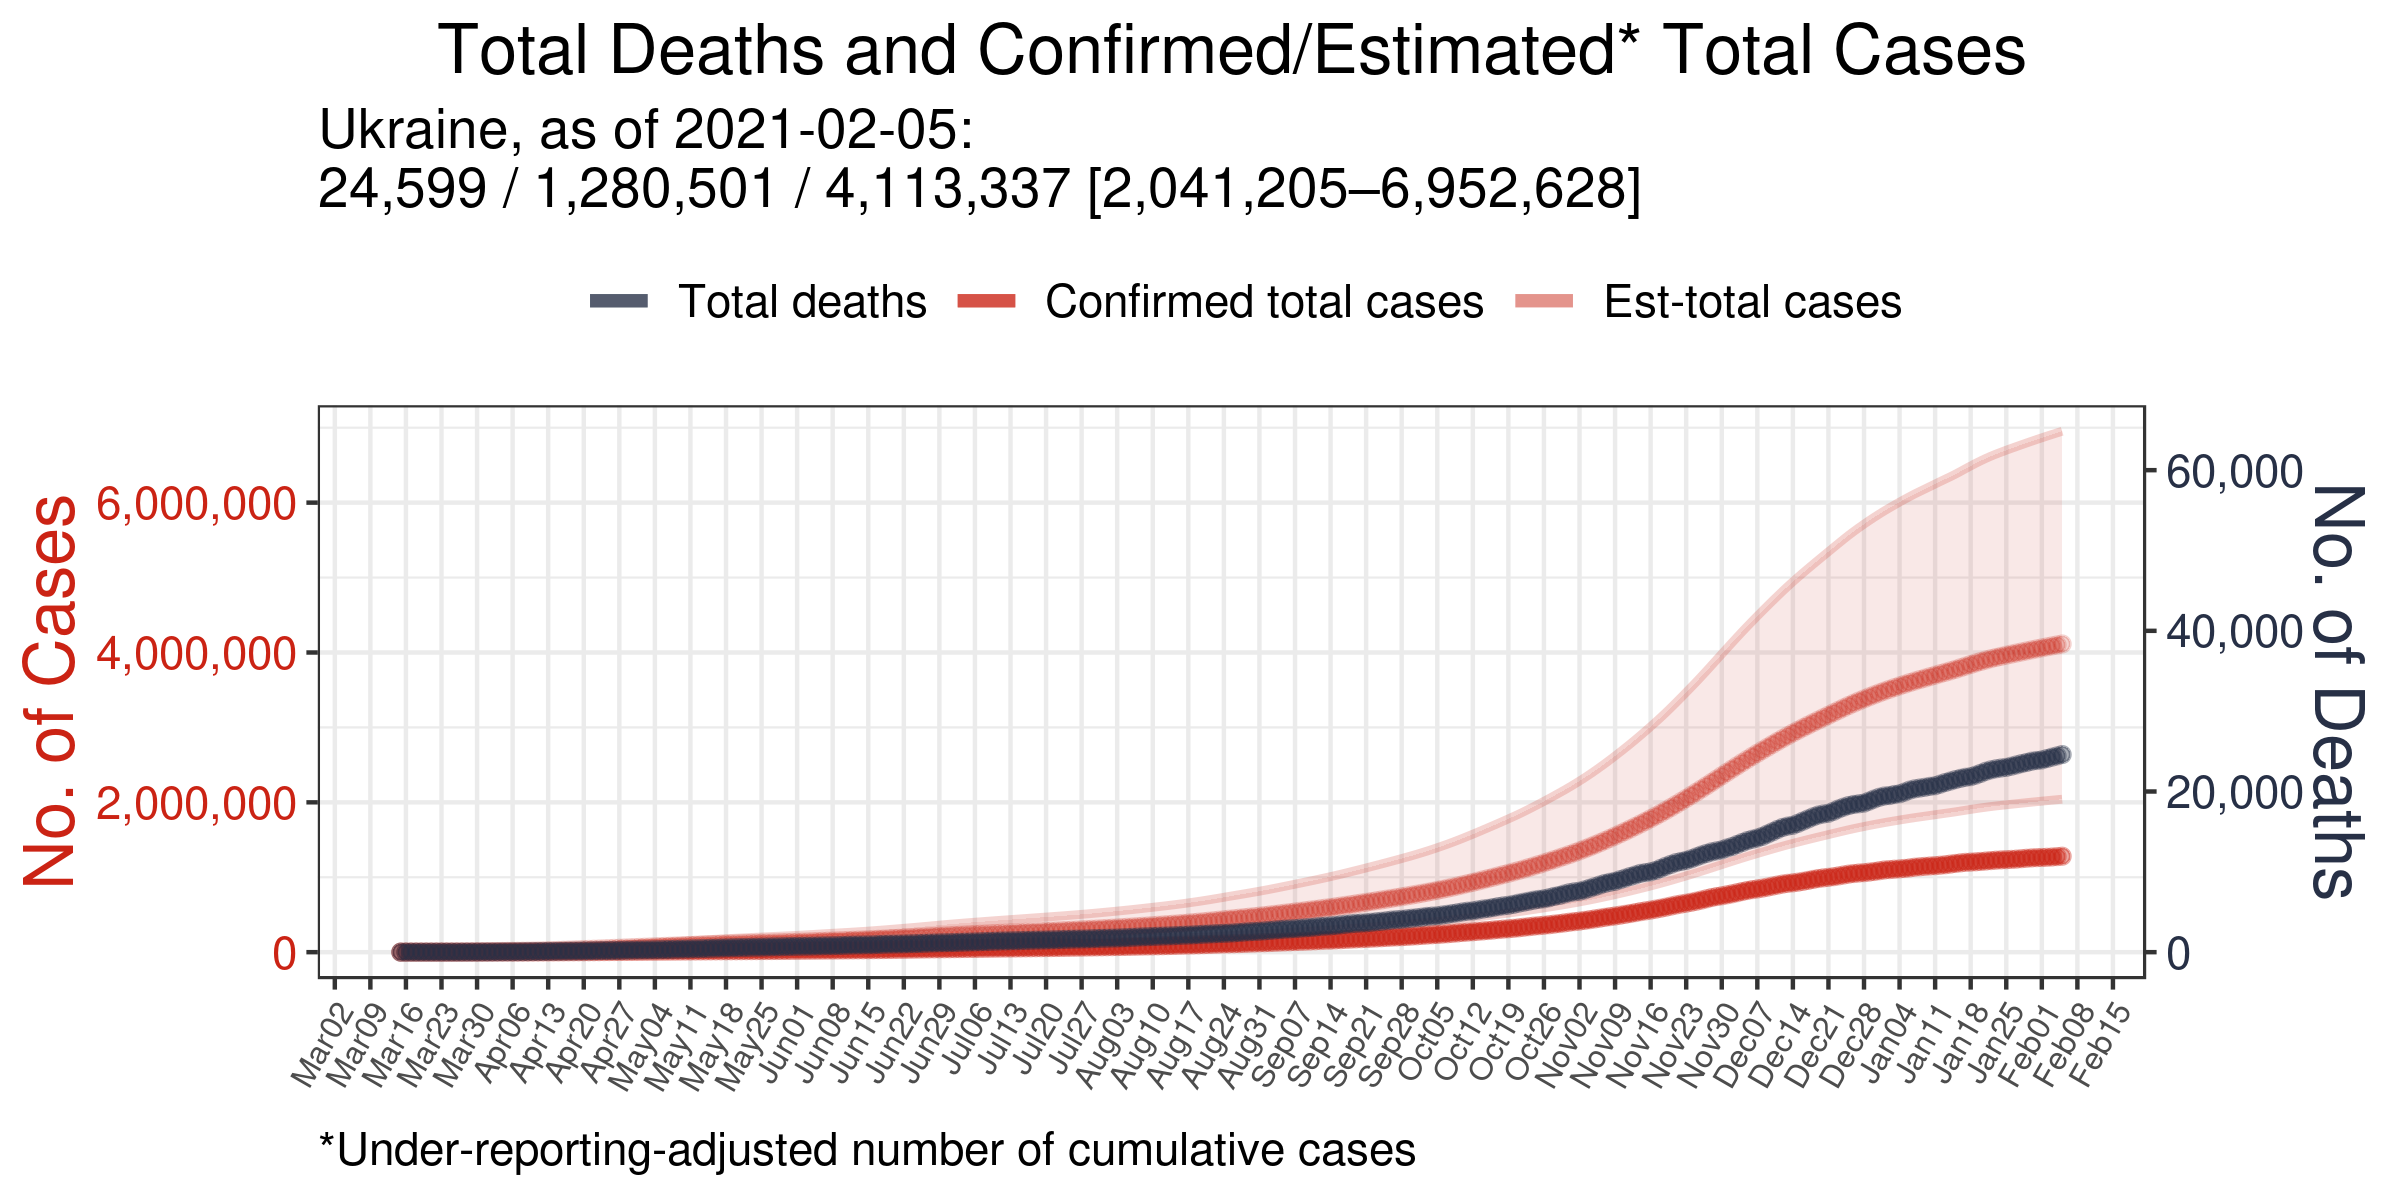 Total Deaths and Confirmed/Estimated* Total Cases
Ukraine, as of 2021-02-05:
24,599 / 1,280,501 / 4,113,337 [2,041,205–6,952,628]
Total deaths
Confirmed total cases
Est-total cases
No. of Cases
6,000,000
4,000,000
2,000,000
0
60,000
40,000
20,000
0
No. of Deaths
Mar02
Mar09
Mar16
Mar23
Mar30
Apr06
Apr13
Apr20
Apr27
May04
May11
May18
May25
Jun01
Jun08
Jun15
Jun22
Jun29
Jul06
Jul13
Jul20
Jul27
Aug03
Aug10
Aug17
Aug24
Aug31
Sep07
Sep14
Sep21
Sep28
Oct05
Oct12
Oct19
Oct26
Nov02
Nov09
Nov16
Nov23
Nov30
Dec07
Dec14
Dec21
Dec28
Jan04
Jan11
Jan18
Jan25
Feb01
Feb08
Feb15
*Under-reporting-adjusted number of cumulative cases